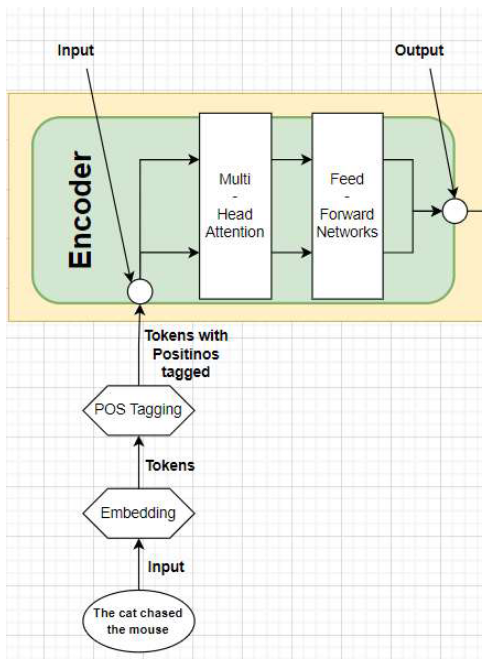 Input
Output
Encoder
Multi
-
Head
Attention
Feed
-
Forward
Networks
Tokens with
Positinos
tagged
POS Tagging
Tokens
Embedding
Input
The cat chased
the mouse